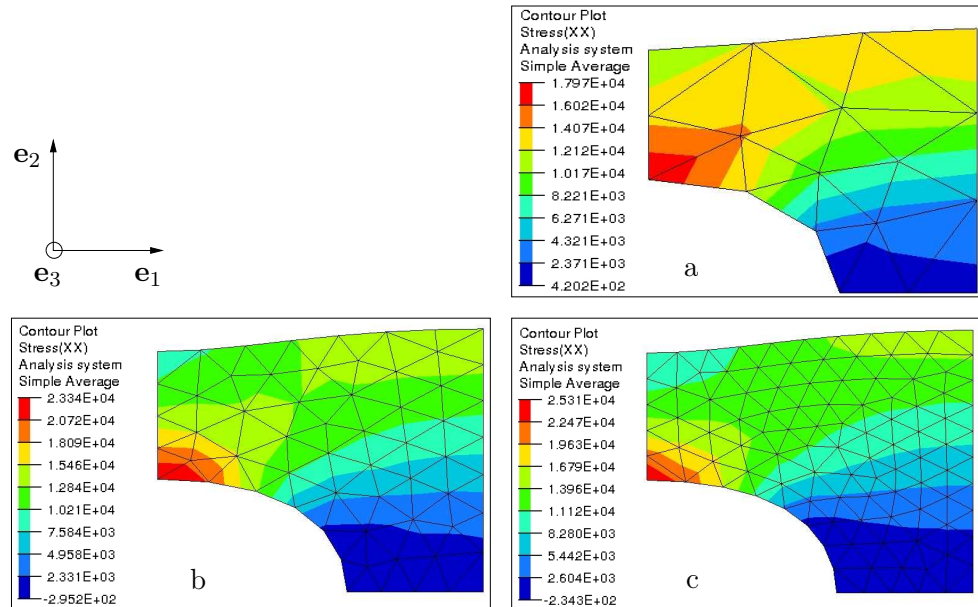 e2
e3
e1
Contour Plot
Stress(XX)
Analysis system
Simple Average
1.797E+04
1.602E+04
1.407E+04
1.212E+04
1.017E+04
8.221E+03
6.271E+03
4.321E+03
2.371E+03
4.202E+02
a
Contour Plot
Stress(XX)
Analysis system
Simple Average
2.334E+04
2.072E+04
1.809E+04
1.546E+04
1.284E+04
1.021E+04
7.584E+03
4.958E+03
2.331E+03
-2.952E+02
b
Contour Plot
Stress(XX)
Analysis system
Simple Average
2.531E+04
2.247E+04
1.963E+04
1.679E+04
1.396E+04
1.112E+04
8.280E+03
5.442E+03
2.604E+03
-2.343E+02
c